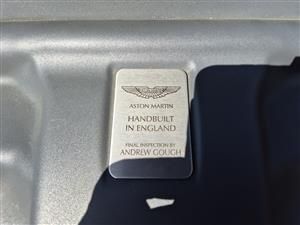 ASTON MARTIN
HANDBUILT
IN ENGLAND
FINAL INSPECTION BY
ANDREW GOUGH